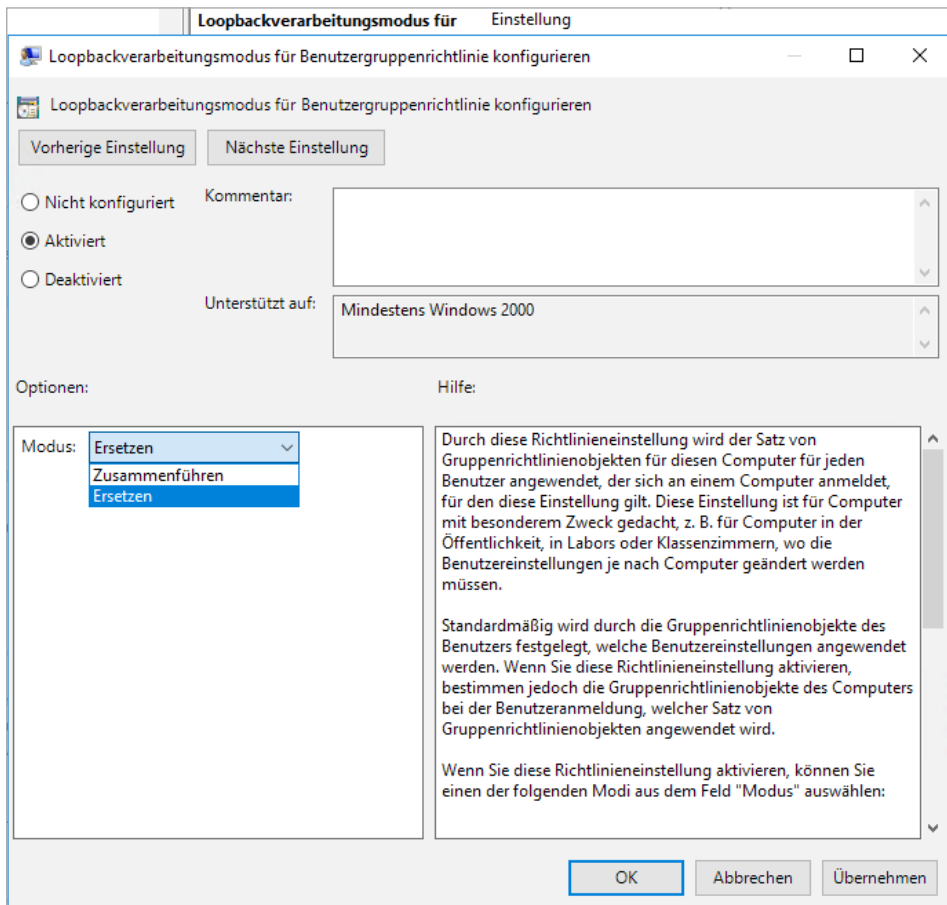 Loopbackverarbeitungsmodus für Einstellung
Loopbackverarbeitungsmodus für Benutzergruppenrichtlinie konfigurieren
Loopbackverarbeitungsmodus für Benutzergruppenrichtlinie konfigurieren
Vorherige Einstellung Nächste Einstellung
Nicht konfiguriert
Kommentar:
Aktiviert
Deaktiviert
Unterstützt auf:
Mindestens Windows 2000
Optionen:
Hilfe:
Modus: Ersetzen
Zusammenführen
Ersetzen
Durch diese Richtlinieneinstellung wird der Satz von
Gruppenrichtlinienobjekten für diesen Computer für jeden
Benutzer angewendet, der sich an einem Computer anmeldet,
für den diese Einstellung gilt. Diese Einstellung ist für Computer
mit besonderem Zweck gedacht, z. B. für Computer in der
Öffentlichkeit, in Labors oder Klassenzimmern, wo die
Benutzereinstellungen je nach Computer geändert werden
müssen.
Standardmäßig wird durch die Gruppenrichtlinienobjekte des
Benutzers festgelegt, welche Benutzereinstellungen angewendet
werden. Wenn Sie diese Richtlinieneinstellung aktivieren,
bestimmen jedoch die Gruppenrichtlinienobjekte des Computers
bei der Benutzeranmeldung, welcher Satz von
Gruppenrichtlinienobjekten angewendet wird.
Wenn Sie diese Richtlinieneinstellung aktivieren, können Sie
einen der folgenden Modi aus dem Feld "Modus" auswählen:
OK Abbrechen Übernehmen